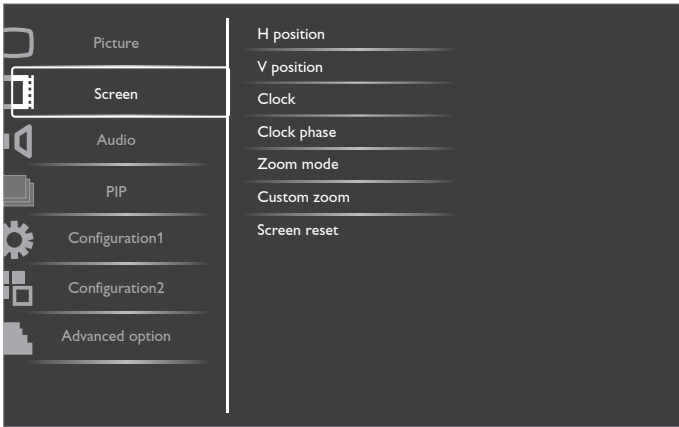 Picture
Screen
Audio
PIP
Configuration1
Configuration2
Advanced option
H position
V position
Clock
Clock phase
Zoom mode
Custom zoom
Screen reset